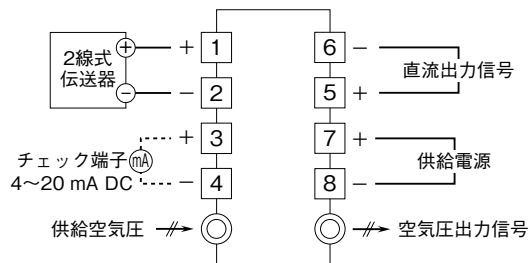 2線式
伝送器
+
−
+ 1
− 2
+ 3
− 4
チェック端子 mA
4～20 mA DC
供給空気圧
6 −
5 +
直流出力信号
7 +
8 −
供給電源
空気圧出力信号